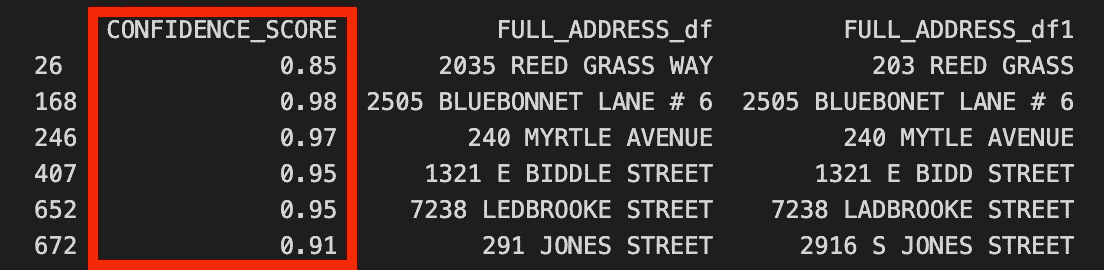 CONFIDENCE_SCORE FULL_ADDRESS_df FULL_ADDRESS_df1
26 0.85 2035 REED GRASS WAY 203 REED GRASS
168 0.98 2505 BLUEBONNET LANE # 6 2505 BLUEBONET LANE # 6
246 0.97 240 MYRTLE AVENUE 240 MYTLE AVENUE
407 0.95 1321 E BIDDLE STREET 1321 E BIDD STREET
652 0.95 7238 LEDBROOKE STREET 7238 LADBROOKE STREET
672 0.91 291 JONES STREET 2916 S JONES STREET